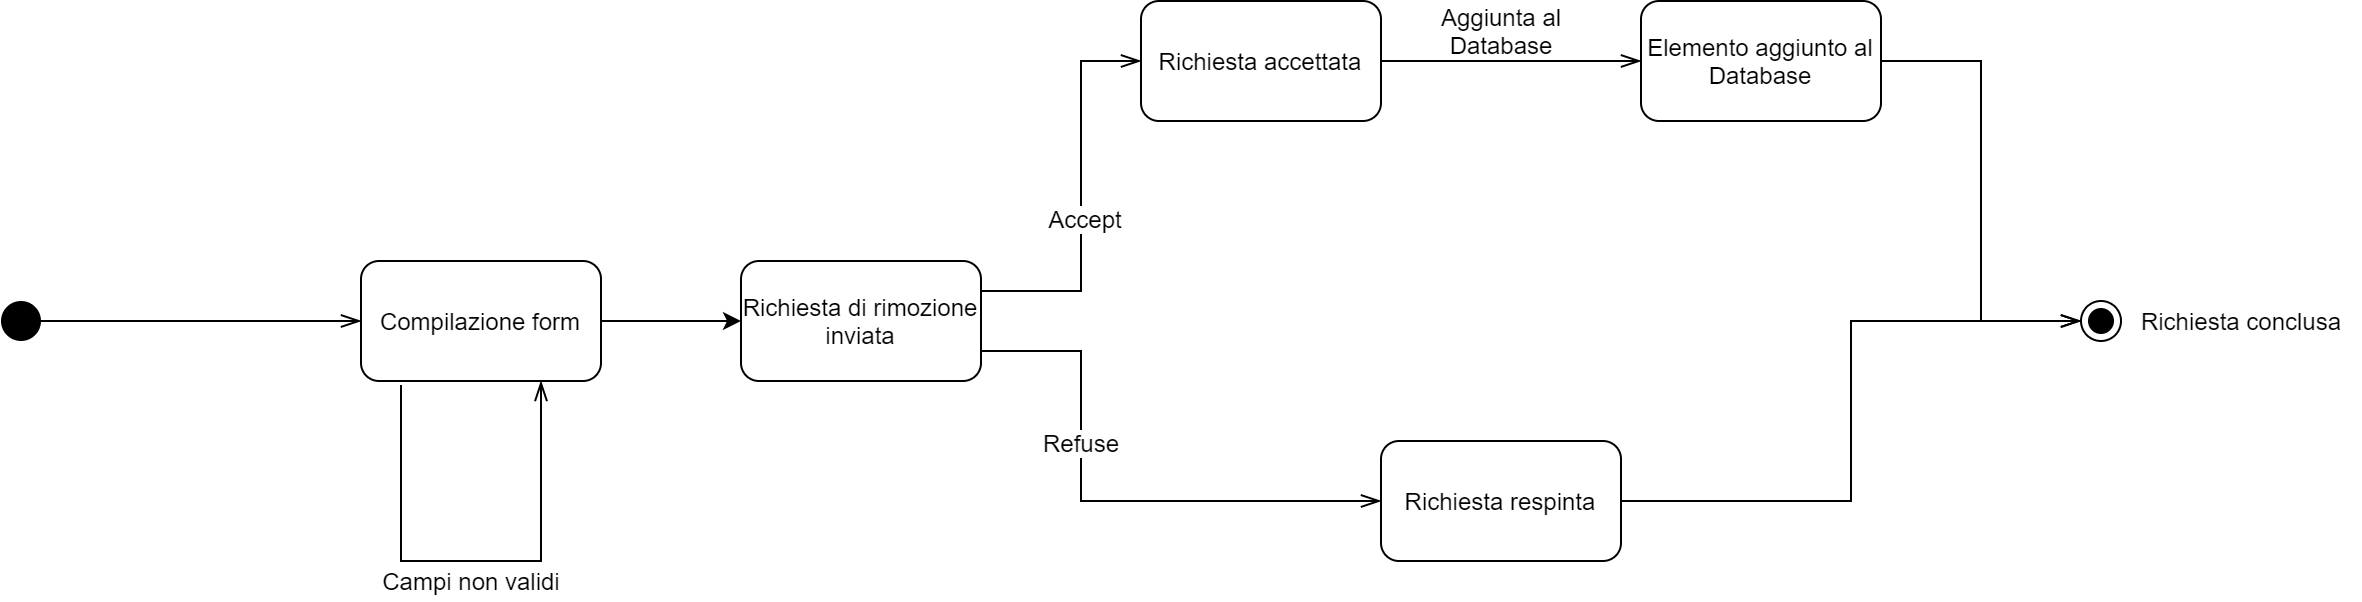 Compilazione form
Campi non validi
Richiesta di rimozione
inviata
Accept
Refuse
Richiesta accettata
Aggiunta al
Database
Elemento aggiunto al
Database
Richiesta respinta
Richiesta conclusa